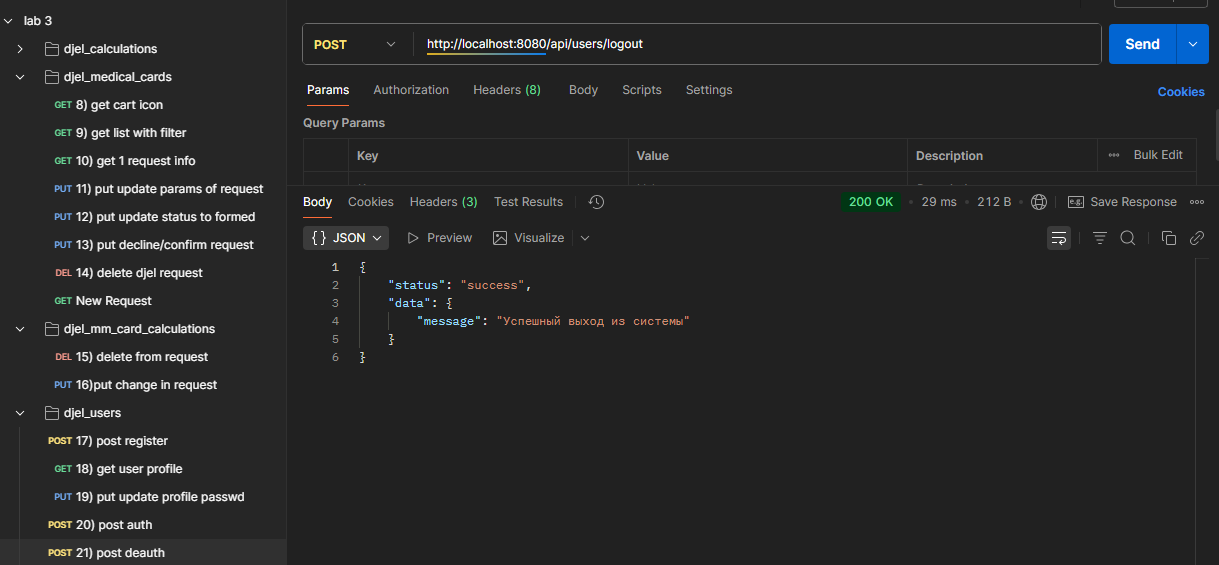 lab 3
djel_calculations
djel_medical_cards
GET 8) get cart icon
GET 9) get list with filter
GET 10) get 1 request info
PUT 11) put update params of request
PUT 12) put update status to formed
PUT 13) put decline/confirm request
DEL 14) delete djel request
GET New Request
djel_mm_card_calculations
DEL 15) delete from request
PUT 16)put change in request
djel_users
POST 17) post register
GET 18) get user profile
PUT 19) put update profile passwd
POST 20) post auth
POST 21) post deauth
POST http://localhost:8080/api/users/logout Send
Params Authorization Headers (8) Body Scripts Settings Cookies
Query Params
Key Value Description ••• Bulk Edit
Body Cookies Headers (3) Test Results 200 OK • 29 ms • 212 B • e.g. Save Response •••
{} JSON Preview Visualize
1 {
2 "status": "success",
3 "data": {
4 "message": "Успешный выход из системы"
5 }
6 }